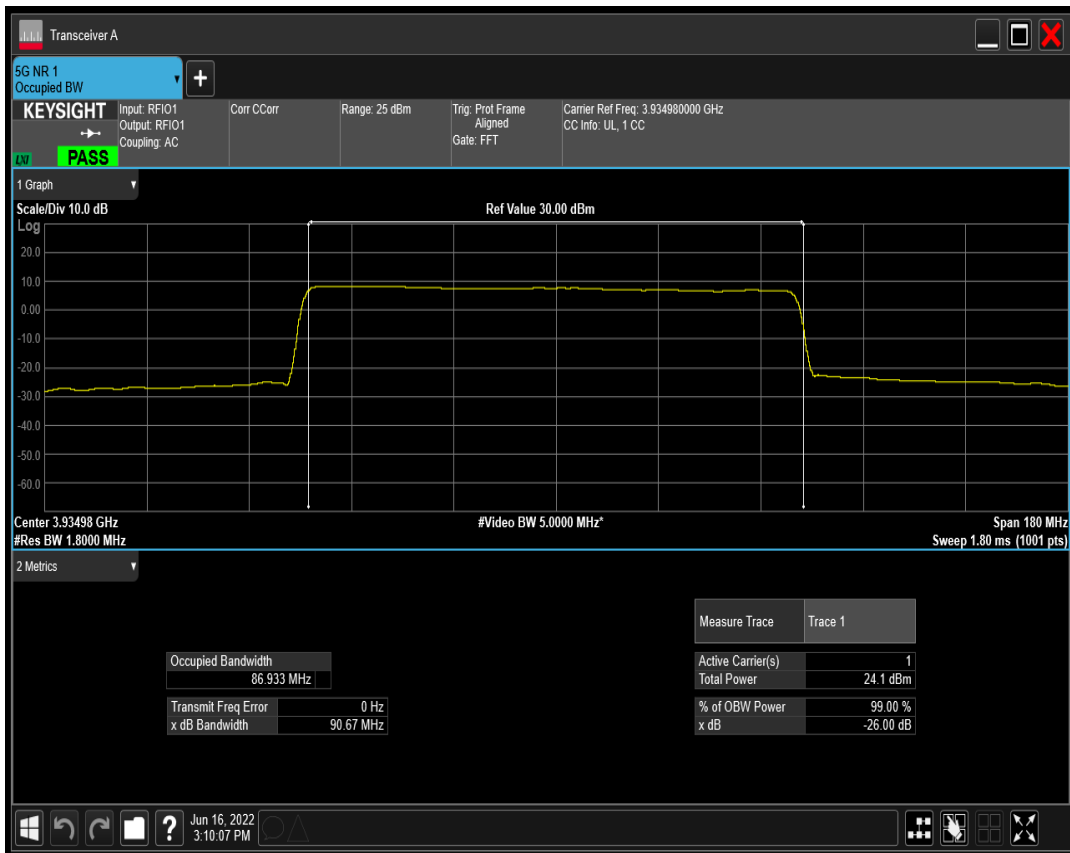 Transceiver A
5G NR 1
Occupied BW
+
KEYSIGHT
LXI
PASS
Input: RFIO1
Output: RFIO1
Coupling: AC
Corr CCorr
Range: 25 dBm
Trig: Prot Frame
Aligned
Gate: FFT
Carrier Ref Freq: 3.934980000 GHz
CC Info: UL, 1 CC
1 Graph
Scale/Div 10.0 dB
Ref Value 30.00 dBm
Log
20.0
10.0
0.00
-10.0
-20.0
-30.0
-40.0
-50.0
-60.0
Center 3.93498 GHz
#Video BW 5.0000 MHz*
Span 180 MHz
#Res BW 1.8000 MHz
Sweep 1.80 ms (1001 pts)
2 Metrics
Measure Trace Trace 1
Occupied Bandwidth
86.933 MHz
Active Carrier(s) 1
Total Power 24.1 dBm
Transmit Freq Error 0 Hz
x dB Bandwidth 90.67 MHz
% of OBW Power 99.00 %
x dB -26.00 dB
?
Jun 16, 2022
3:10:07 PM